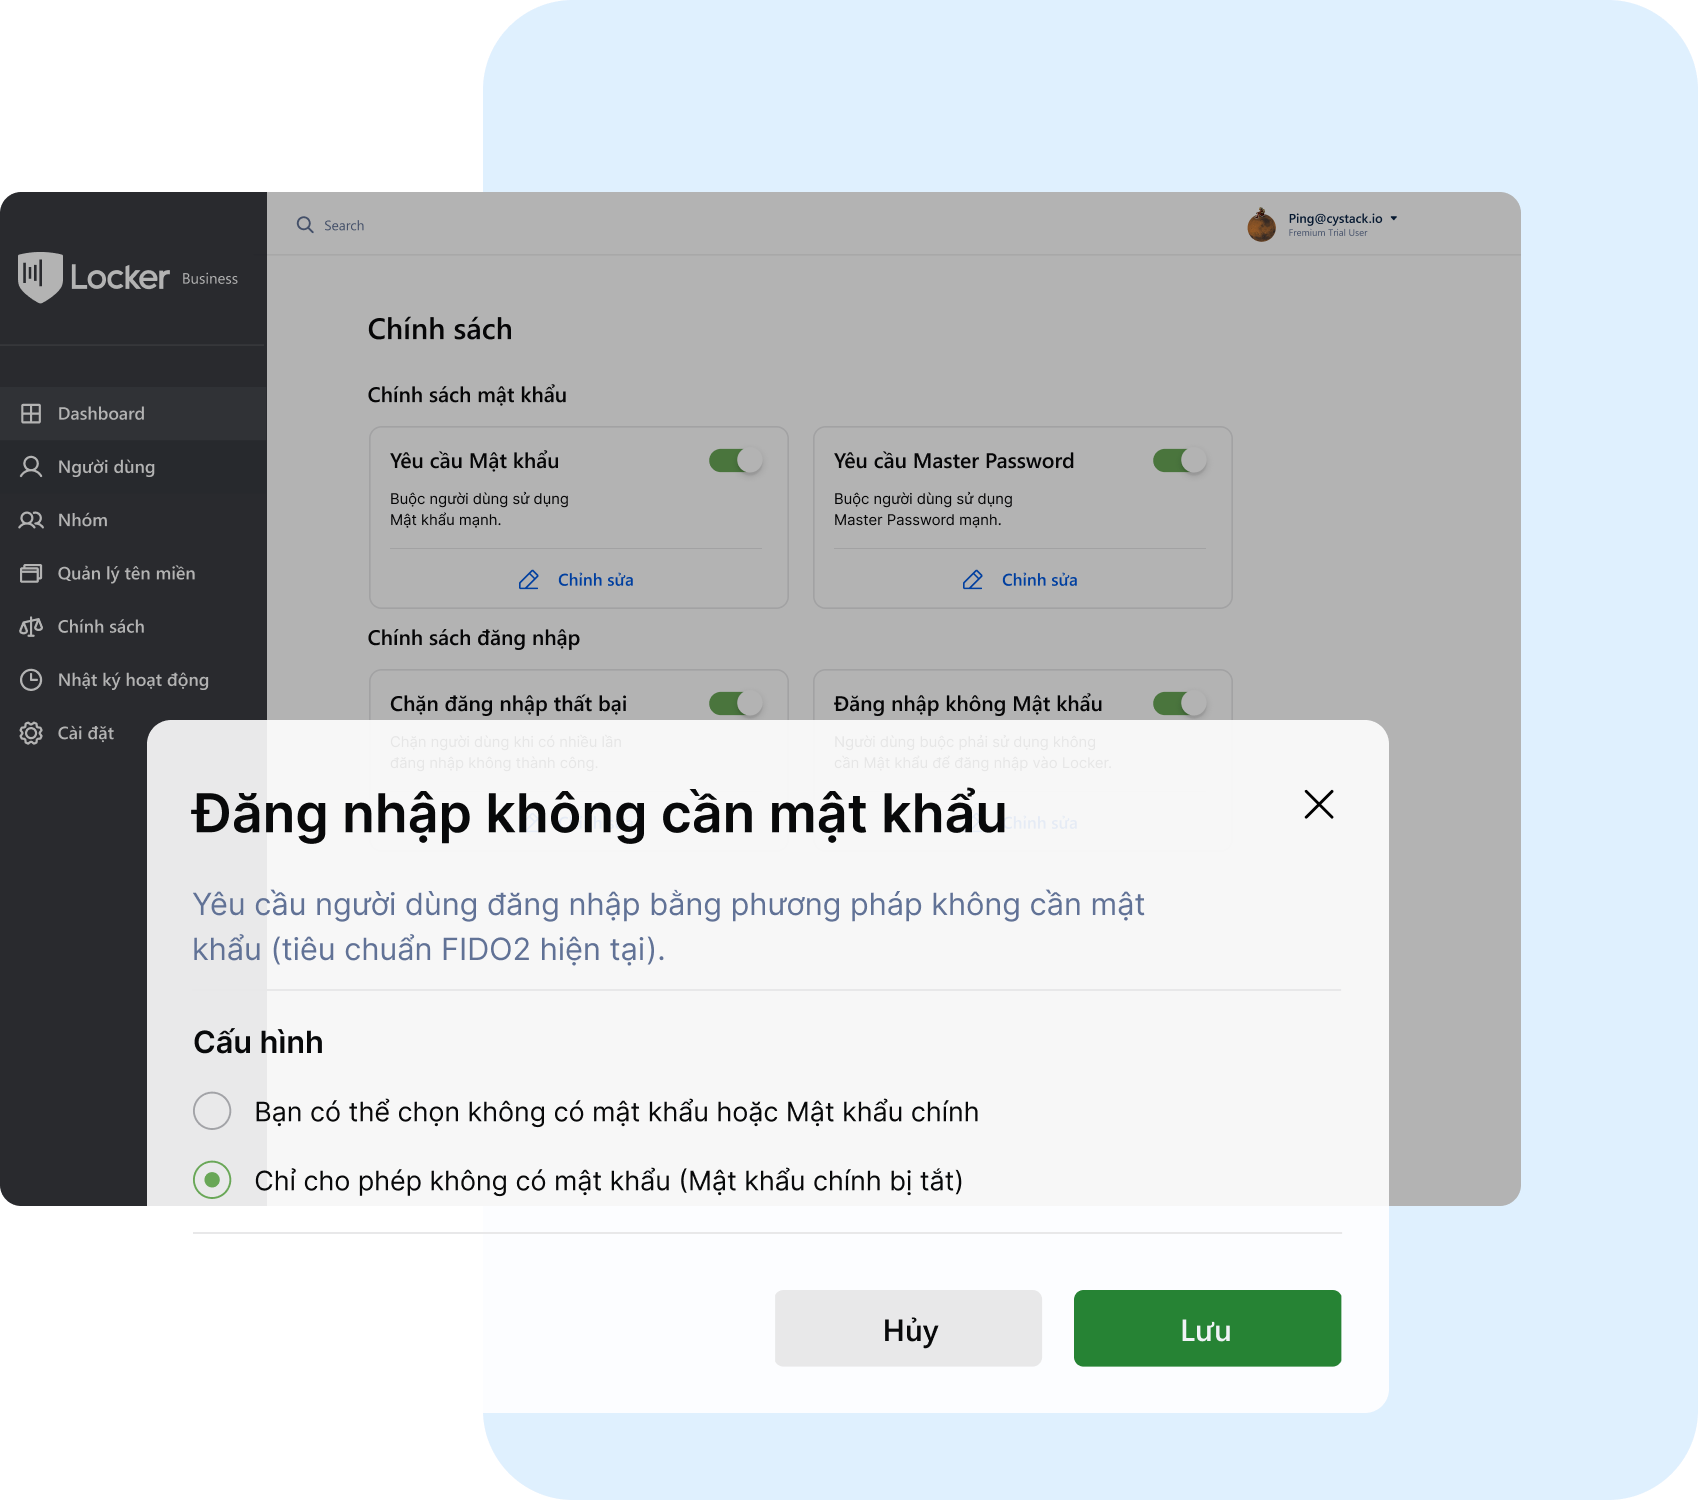 Search
Ping@cystack.io
Premium Trial User
Locker Business
Dashboard
Người dùng
Nhóm
Quản lý tên miền
Chính sách
Nhật ký hoạt động
Cài đặt
Chính sách
Chính sách mật khẩu
Yêu cầu Mật khẩu
Buộc người dùng sử dụng
Mật khẩu mạnh.
Chỉnh sửa
Yêu cầu Master Password
Buộc người dùng sử dụng
Master Password mạnh.
Chỉnh sửa
Chính sách đăng nhập
Chặn đăng nhập thất bại
Chặn người dùng khi có nhiều lần
đăng nhập không thành công.
Đăng nhập không Mật khẩu
Người dùng buộc phải sử dụng không
cần Mật khẩu để đăng nhập vào Locker.
Chỉnh sửa
Đăng nhập không cần mật khẩu
Yêu cầu người dùng đăng nhập bằng phương pháp không cần mật
khẩu (tiêu chuẩn FIDO2 hiện tại).
Cấu hình
Bạn có thể chọn không có mật khẩu hoặc Mật khẩu chính
Chỉ cho phép không có mật khẩu (Mật khẩu chính bị tắt)
Hủy
Lưu